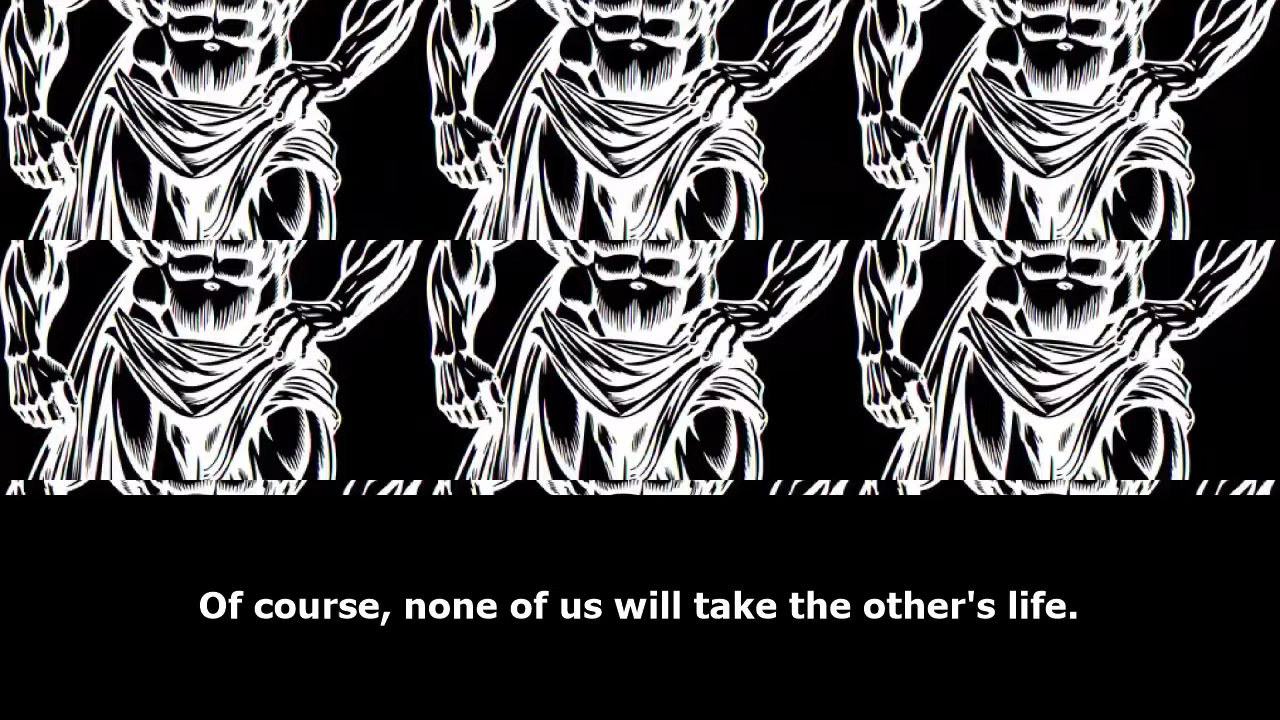 Of course, none of us will take the other's life.